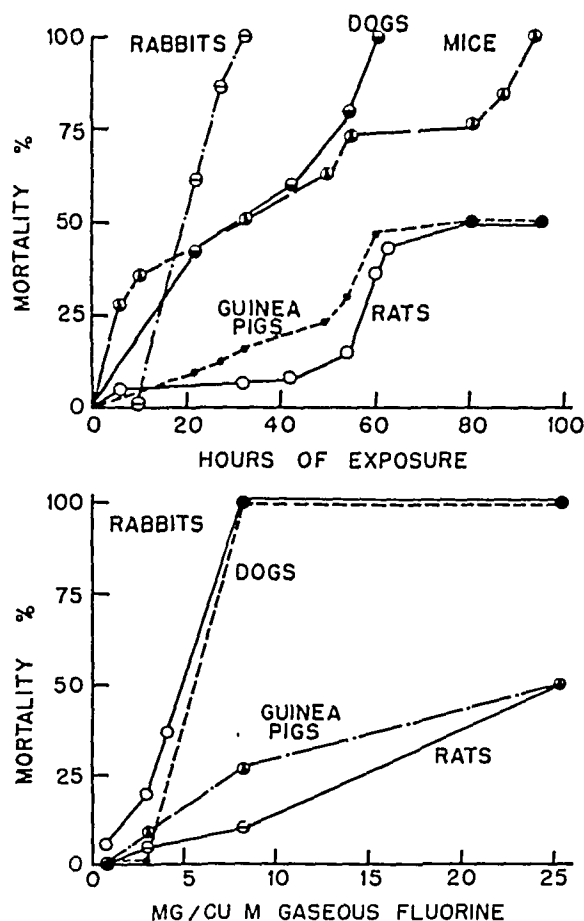 DOGS
RABBITS
MICE
100
75
50
25
0
MORTALITY %
GUINEA
PIGS
RATS
0 20 40 60 80 100
HOURS OF EXPOSURE
100
75
50
25
0
MORTALITY %
RABBITS
DOGS
GUINEA
PIGS
RATS
0 5 10 15 20 25
MG/CU M GASEOUS FLUORINE